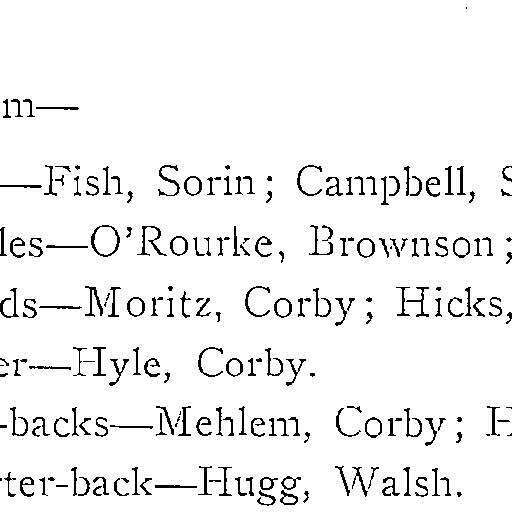 m—
—Fish, Sorin; Campbell, S
les—O'Rourke, Brownson;
ds—Moritz, Corby; Hicks,
er—Hyle, Corby.
-backs—Mehlem, Corby; H
rter-back—Hugg, Walsh.